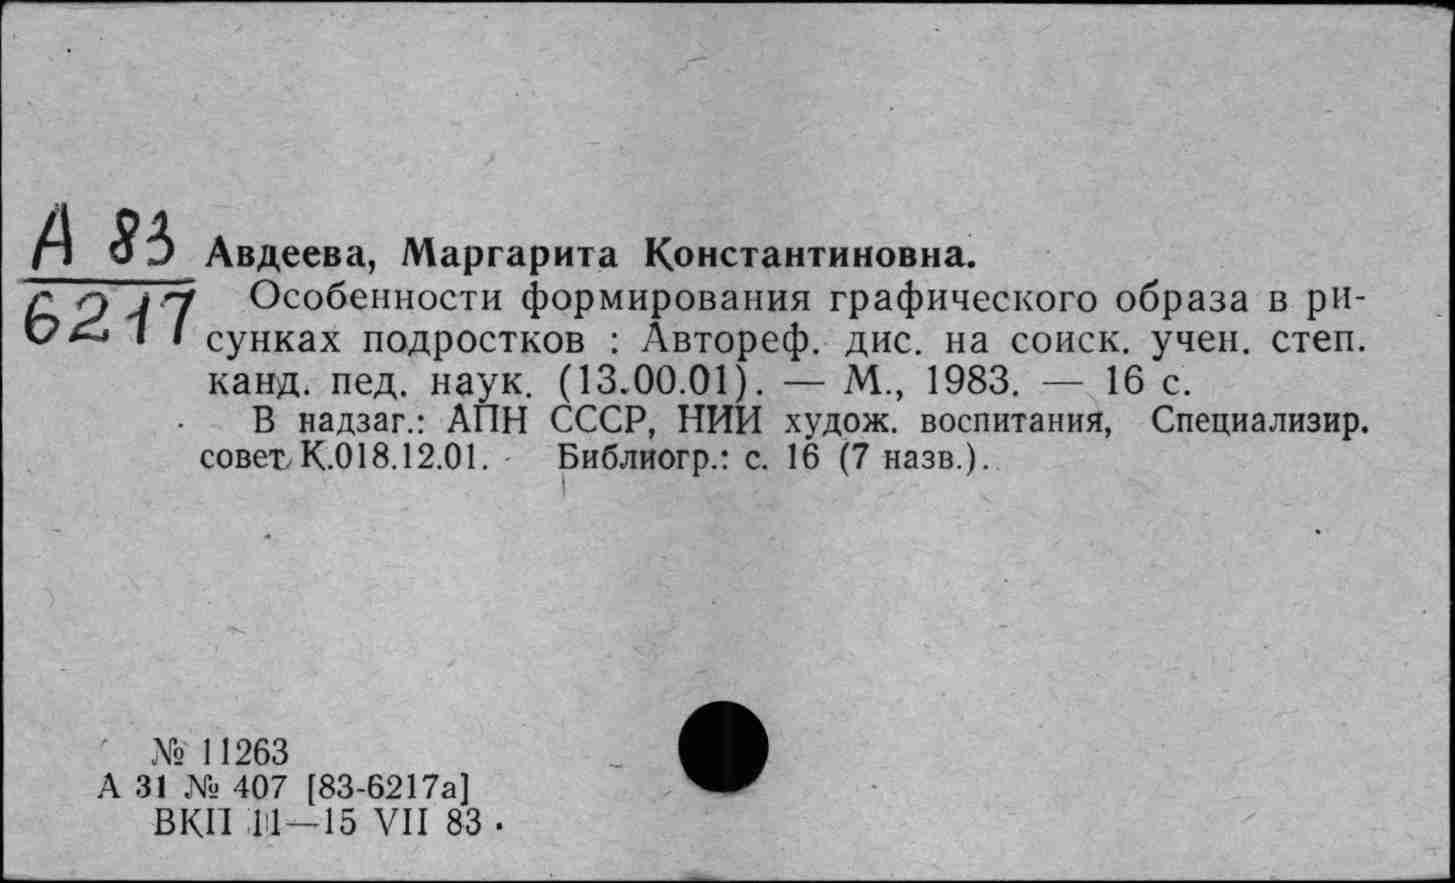 А 83
6217
Авдеева, Маргарита Константиновна.
Особенности формирования графического образа в ри-
сунках подростков : Автореф. дис. на соиск. учен. степ.
канд. пед. наук. (13.00.01). — М., 1983. — 16 с.
В надзаг.: АПН СССР, НИИ худож. воспитания, Специализир.
совет К.018.12.01. Библиогр.: с. 16 (7 назв.).
№ 11263
А 31 № 407 [83-6217а]
ВКП 11—15 VII 83